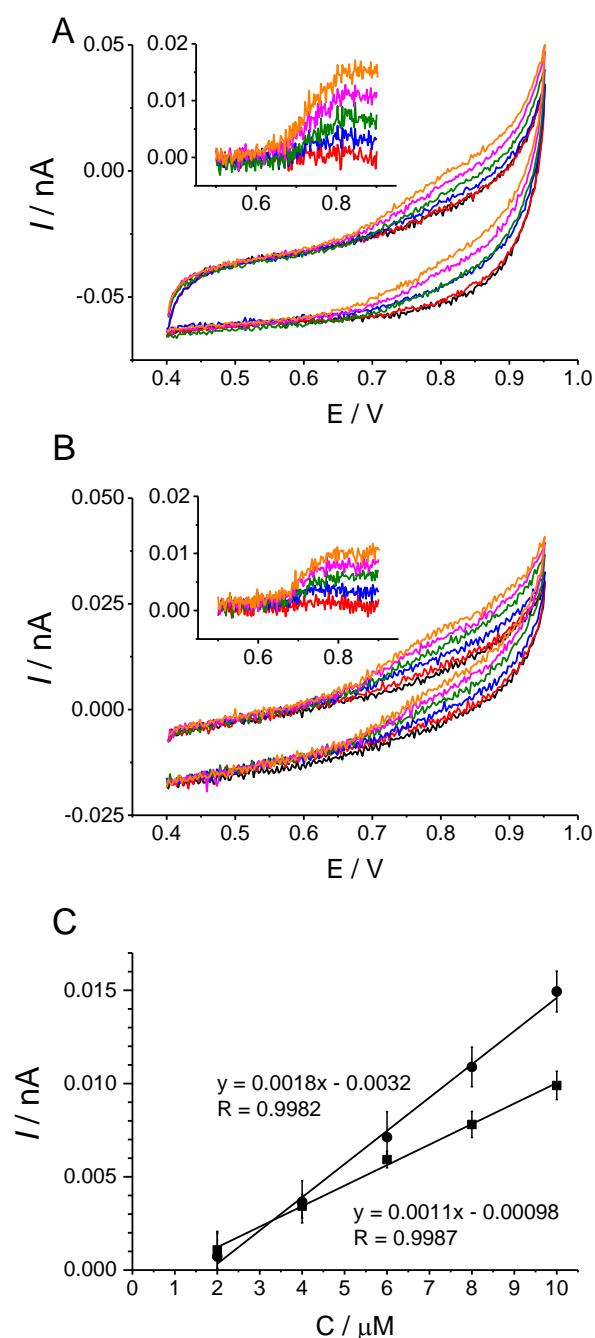 A
0.05
0.00
-0.05
I / nA
0.02
0.01
0.00
0.6 0.8
0.4 0.5 0.6 0.7 0.8 0.9 1.0
E / V
B
0.050
0.025
0.000
-0.025
I / nA
0.02
0.01
0.00
0.6 0.8
0.4 0.5 0.6 0.7 0.8 0.9 1.0
E / V
C
0.015
0.010
0.005
0.000
I / nA
y = 0.0018x - 0.0032
R = 0.9982
y = 0.0011x - 0.00098
R = 0.9987
0 1 2 3 4 5 6 7 8 9 10
C / μM